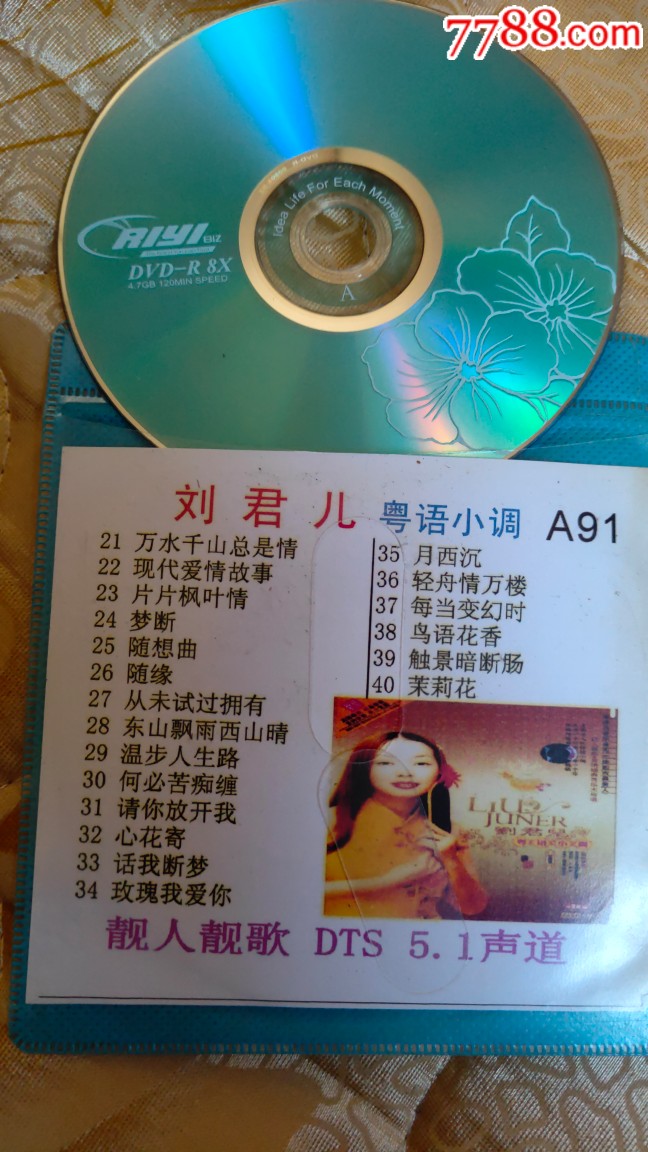 7788.com
Idea Life For Each Moment
RIYI BIZ
DVD-R 8X
4.7GB 120MIN SPEED
A
刘君儿 粤语小调 A91
21 万水千山总是情
22 现代爱情故事
23 片片枫叶情
24 梦断
25 随想曲
26 随缘
27 从未试过拥有
28 东山飘雨西山晴
29 温步人生路
30 何必苦痴缠
31 请你放开我
32 心花寄
33 话我断梦
34 玫瑰我爱你
35 月西沉
36 轻舟情万楼
37 每当变幻时
38 鸟语花香
39 触景暗断肠
40 茉莉花
LIU
JUNER
劉君兒
靓人靓歌 DTS 5.1声道